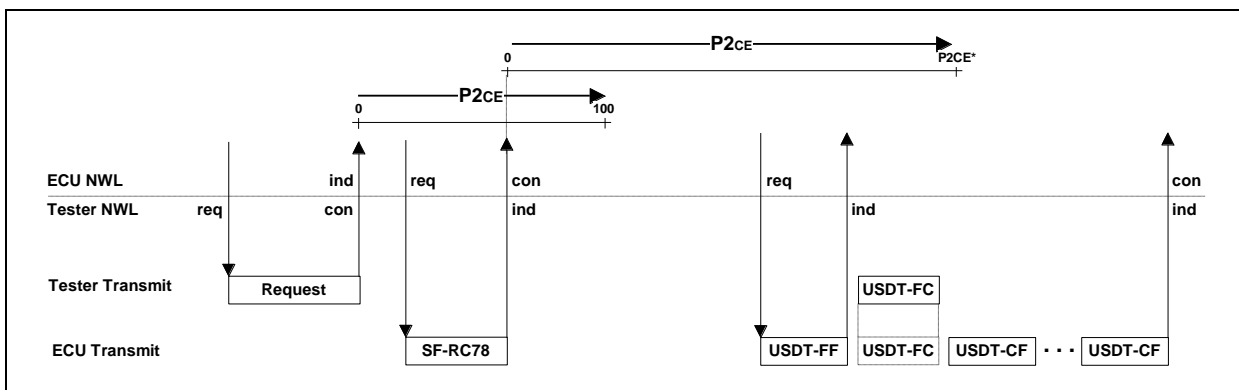 P2CE
0 P2CE*
P2CE
0 100
ECU NWL ind req con req con
Tester NWL req con ind ind ind
Tester Transmit Request USDT-FC
ECU Transmit SF-RC78 USDT-FF USDT-FC USDT-CF · · · USDT-CF